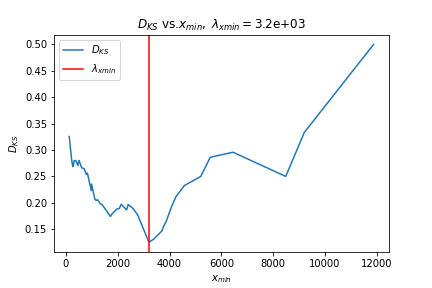 D_KS vs.x_min, λ_xmin = 3.2e+03
D_KS
λ_xmin
0.50
0.45
0.40
0.35
0.30
0.25
0.20
0.15
D_KS
0 2000 4000 6000 8000 10000 12000
x_min